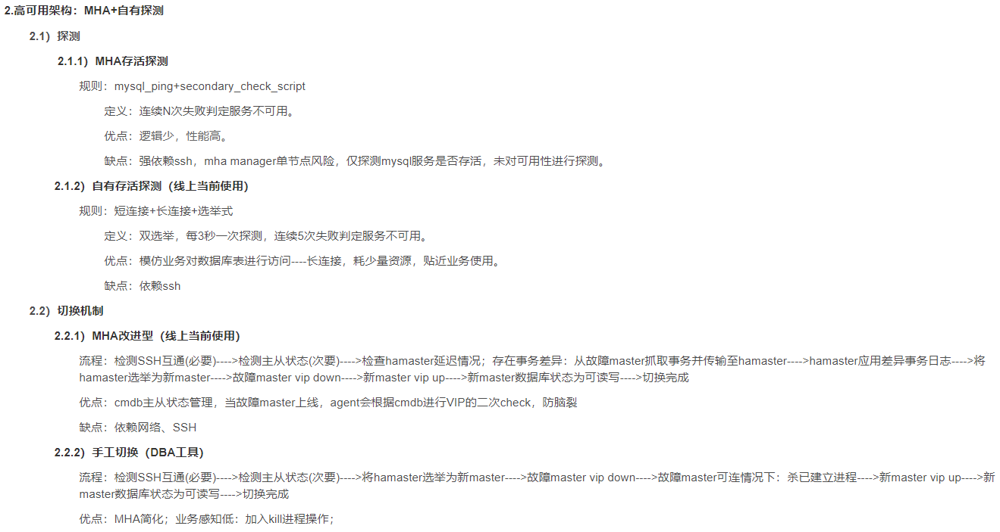 2.高可用架构：MHA+自有探测
2.1）探测
2.1.1）MHA存活探测
规则：mysql_ping+secondary_check_script
定义：连续N次失败判定服务不可用。
优点：逻辑少，性能高。
缺点：强依赖ssh，mha manager单节点风险，仅探测mysql服务是否存活，未对可用性进行探测。
2.1.2）自有存活探测（线上当前使用）
规则：短连接+长连接+选举式
定义：双选举，每3秒一次探测，连续5次失败判定服务不可用。
优点：模仿业务对数据库表进行访问----长连接，耗少量资源，贴近业务使用。
缺点：依赖ssh
2.2）切换机制
2.2.1）MHA改进型（线上当前使用）
流程：检测SSH互通(必要)---->检测主从状态(次要)---->检查hamaster延迟情况；存在事务差异：从故障master抓取事务并传输至hamaster---->hamaster应用差异事务日志---->将
hamaster选举为新master---->故障master vip down---->新master vip up---->新master数据库状态为可读写---->切换完成
优点：cmdb主从状态管理，当故障master上线，agent会根据cmdb进行VIP的二次check，防脑裂
缺点：依赖网络、SSH
2.2.2）手工切换（DBA工具）
流程：检测SSH互通(必要)---->检测主从状态(次要)---->将hamaster选举为新master---->故障master vip down---->故障master可连情况下：杀已建立进程---->新master vip up---->新
master数据库状态为可读写---->切换完成
优点：MHA简化；业务感知低：加入kill进程操作；